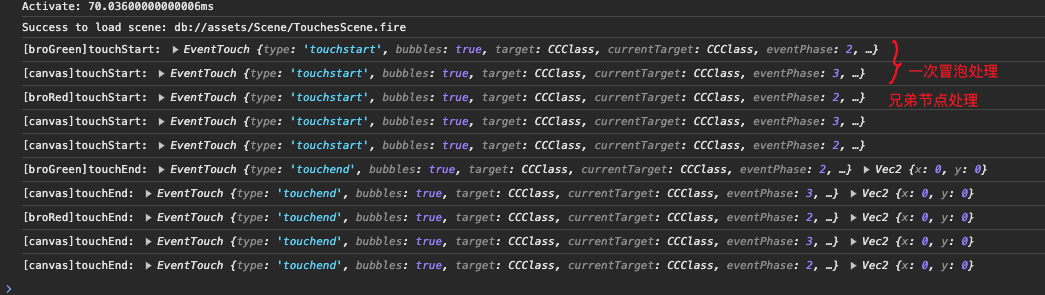 Activate: 70.03600000000006ms
Success to load scene: db://assets/Scene/TouchesScene.fire
[broGreen]touchStart: ▶ EventTouch {type: 'touchstart', bubbles: true, target: CCClass, currentTarget: CCClass, eventPhase: 2, …}
[canvas]touchStart: ▶ EventTouch {type: 'touchstart', bubbles: true, target: CCClass, currentTarget: CCClass, eventPhase: 3, …}
一次冒泡处理
[broRed]touchStart: ▶ EventTouch {type: 'touchstart', bubbles: true, target: CCClass, currentTarget: CCClass, eventPhase: 2, …}
兄弟节点处理
[canvas]touchStart: ▶ EventTouch {type: 'touchstart', bubbles: true, target: CCClass, currentTarget: CCClass, eventPhase: 3, …}
[canvas]touchStart: ▶ EventTouch {type: 'touchstart', bubbles: true, target: CCClass, currentTarget: CCClass, eventPhase: 2, …}
[broGreen]touchEnd: ▶ EventTouch {type: 'touchend', bubbles: true, target: CCClass, currentTarget: CCClass, eventPhase: 2, …} ▶ Vec2 {x: 0, y: 0}
[canvas]touchEnd: ▶ EventTouch {type: 'touchend', bubbles: true, target: CCClass, currentTarget: CCClass, eventPhase: 3, …} ▶ Vec2 {x: 0, y: 0}
[broRed]touchEnd: ▶ EventTouch {type: 'touchend', bubbles: true, target: CCClass, currentTarget: CCClass, eventPhase: 2, …} ▶ Vec2 {x: 0, y: 0}
[canvas]touchEnd: ▶ EventTouch {type: 'touchend', bubbles: true, target: CCClass, currentTarget: CCClass, eventPhase: 3, …} ▶ Vec2 {x: 0, y: 0}
[canvas]touchEnd: ▶ EventTouch {type: 'touchend', bubbles: true, target: CCClass, currentTarget: CCClass, eventPhase: 2, …} ▶ Vec2 {x: 0, y: 0}